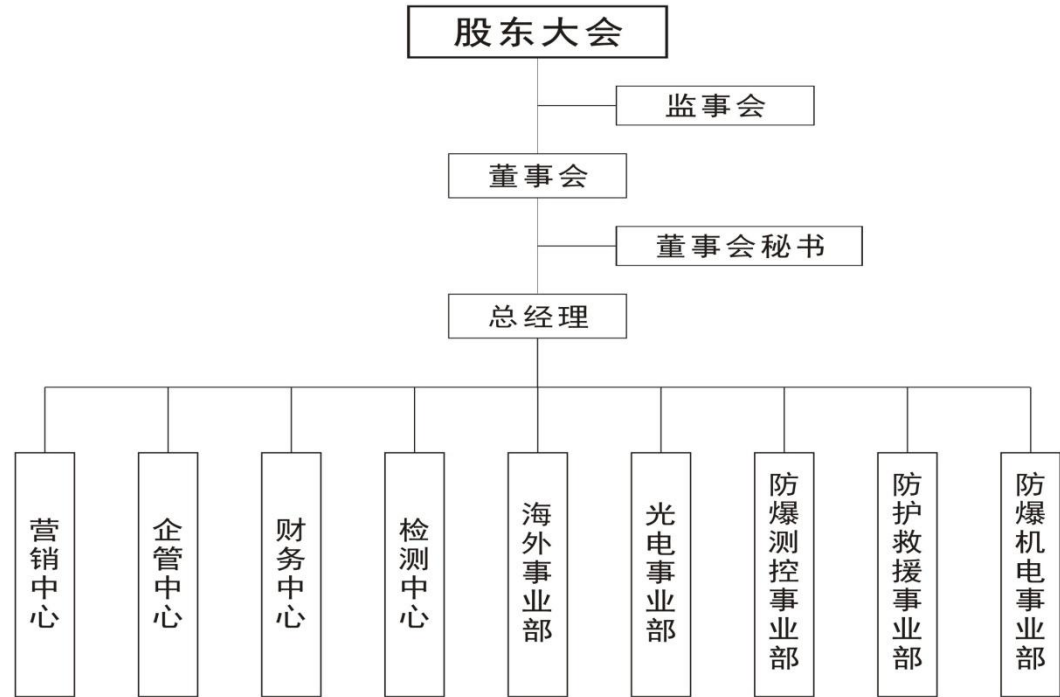 股东大会
监事会
董事会
董事会秘书
总经理
营销中心
企管中心
财务中心
检测中心
海外事业部
光电事业部
防爆测控事业部
防护救援事业部
防爆机电事业部